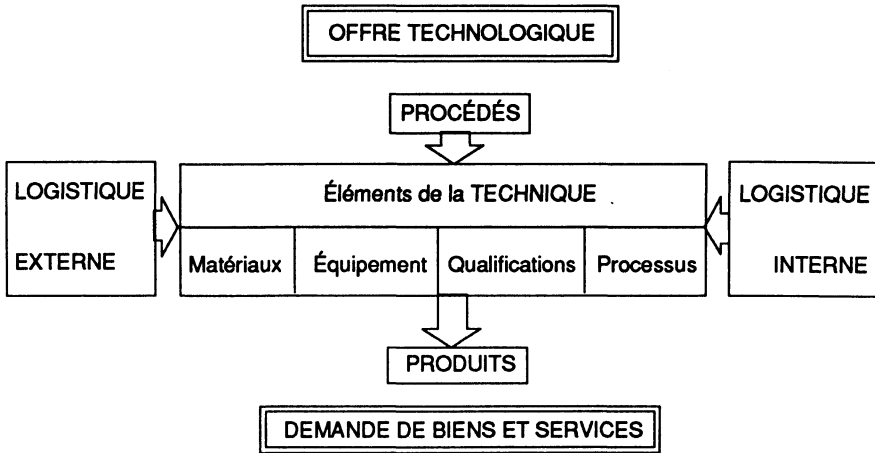 OFFRE TECHNOLOGIQUE
PROCÉDÉS
LOGISTIQUE
EXTERNE
Éléments de la TECHNIQUE
Matériaux
Équipement
Qualifications
Processus
LOGISTIQUE
INTERNE
PRODUITS
DEMANDE DE BIENS ET SERVICES